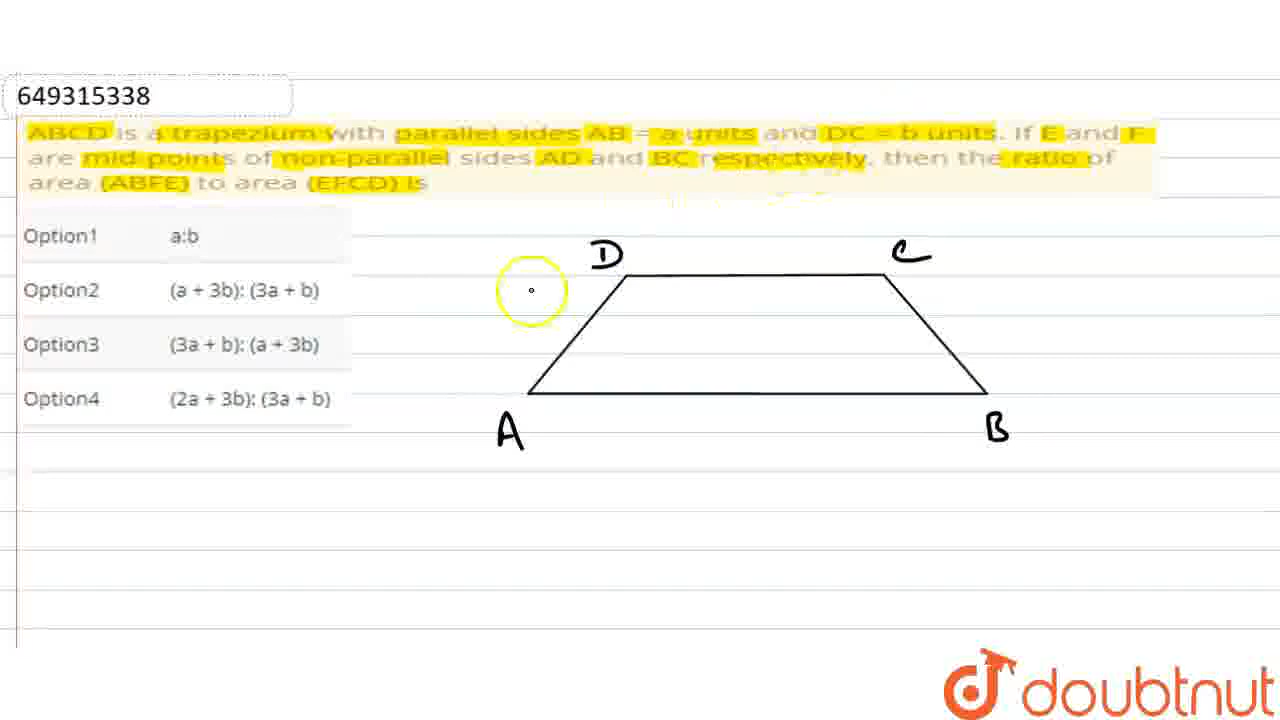 649315338
ABCD is a trapezium with parallel sides AB = a units and DC = b units. If E and F
are mid points of non-parallel sides AD and BC respectively, then the ratio of
area (ABFE) to area (EFCD) is
Option1 a:b
Option2 (a + 3b): (3a + b)
Option3 (3a + b): (a + 3b)
Option4 (2a + 3b): (3a + b)
D C
A B
doubtnut